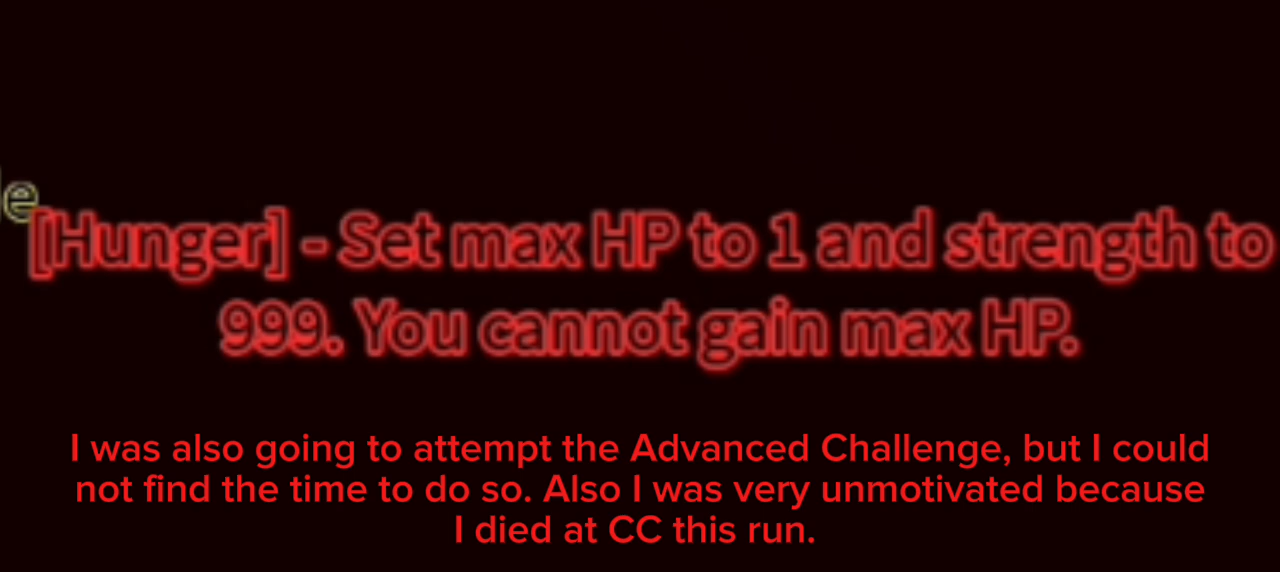 e
[Hunger] - Set max HP to 1 and strength to
999. You cannot gain max HP.
I was also going to attempt the Advanced Challenge, but I could
not find the time to do so. Also I was very unmotivated because
I died at CC this run.